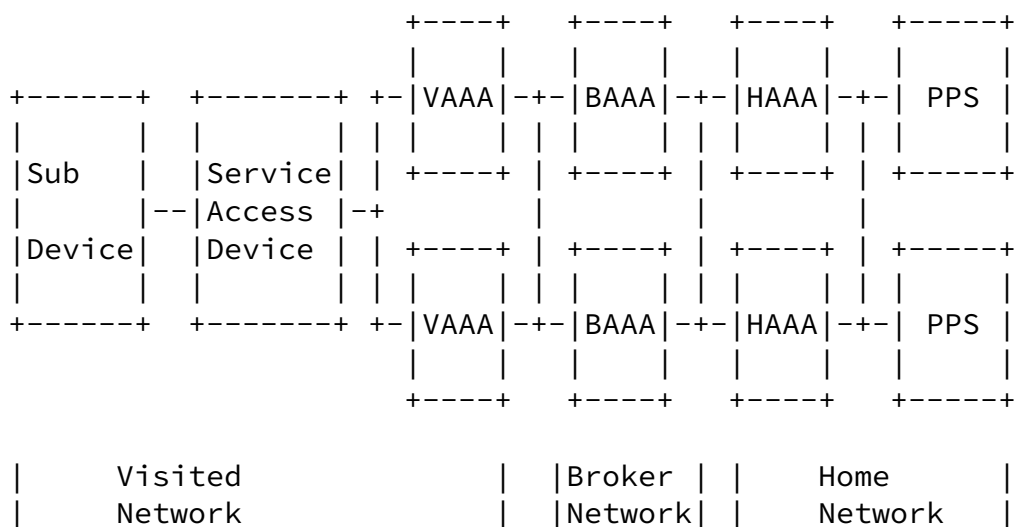 VAAA BAAA HAAA PPS
Sub Service
Access
Device Device
VAAA BAAA HAAA PPS
Visited Broker Home
Network Network Network